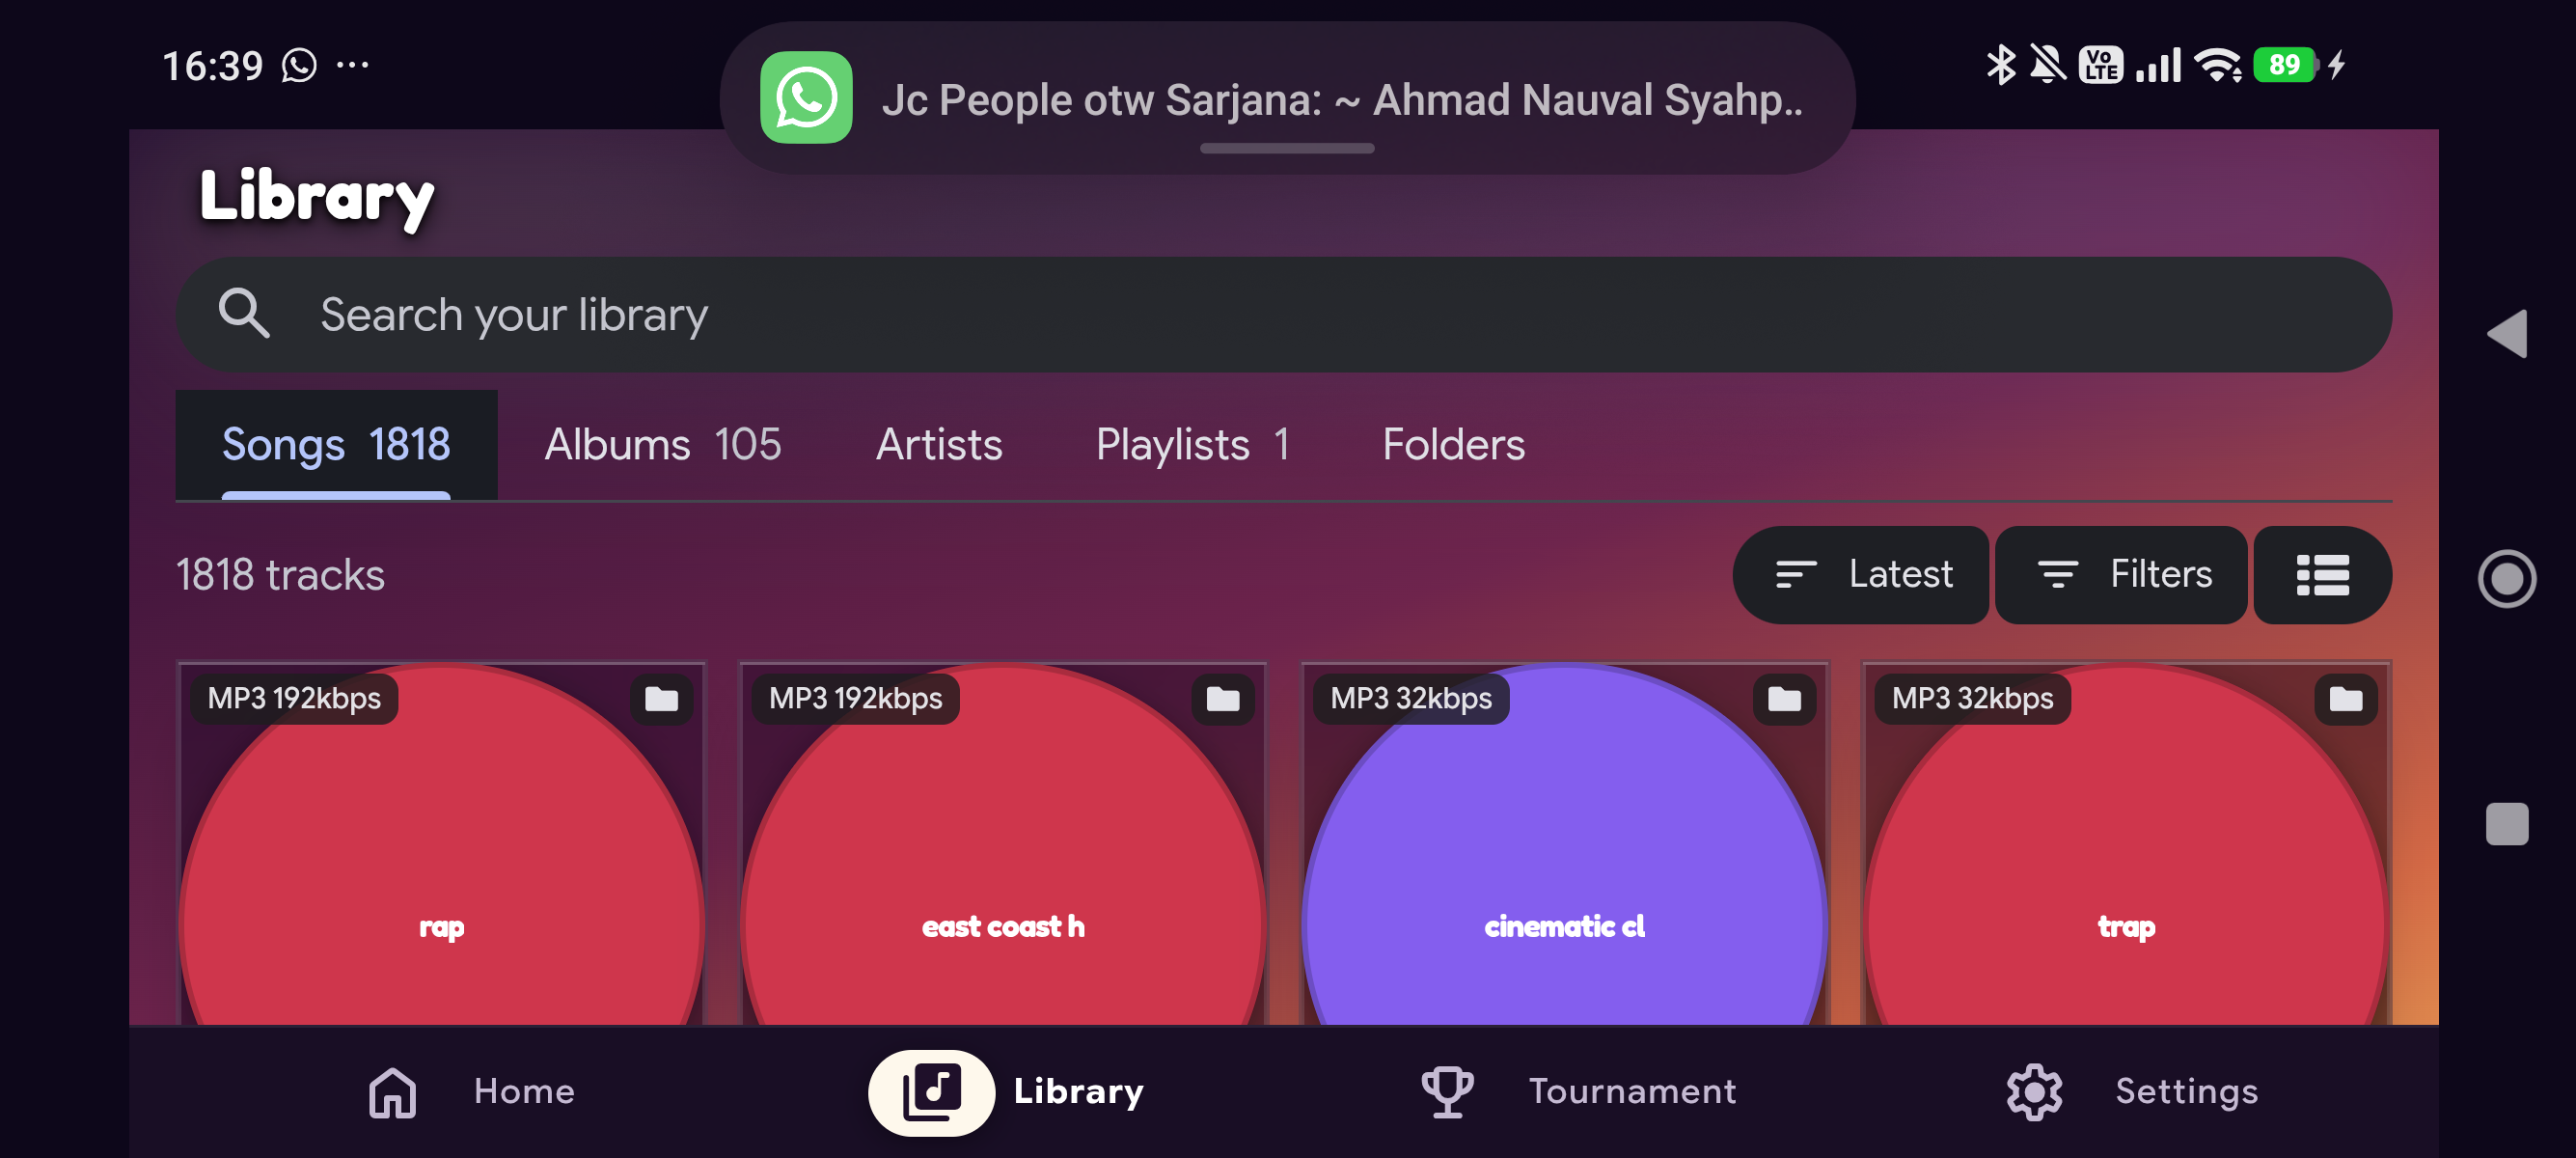 16:39
Jc People otw Sarjana: ~ Ahmad Nauval Syahp..
Vo LTE
89
Library
Search your library
Songs 1818 Albums 105 Artists Playlists 1 Folders
1818 tracks
Latest Filters
MP3 192kbps MP3 192kbps MP3 32kbps MP3 32kbps
rap east coast h cinematic cl trap
Home Library Tournament Settings